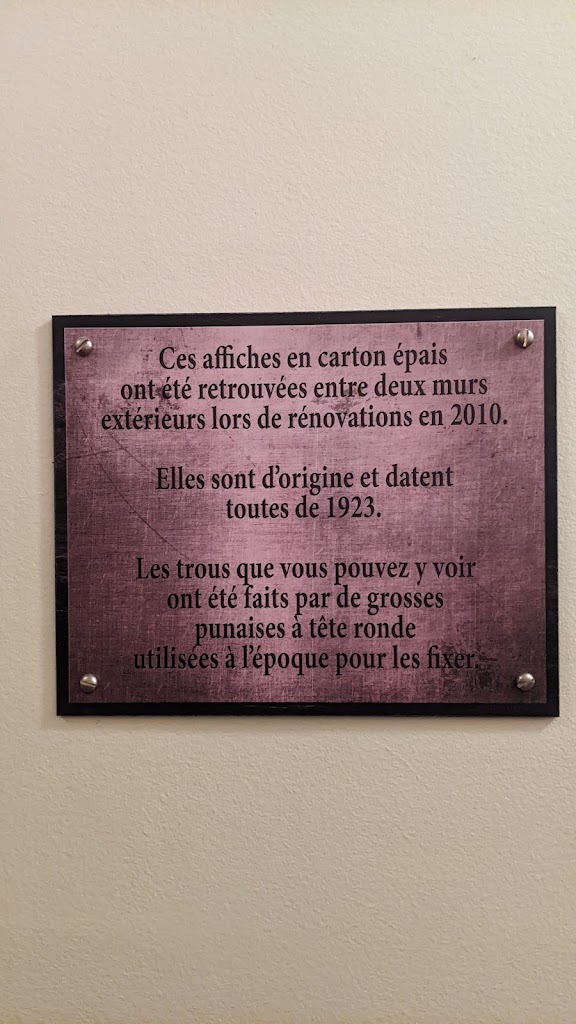 Ces affiches en carton épais
ont été retrouvées entre deux murs
extérieurs lors de rénovations en 2010.
Elles sont d'origine et datent
toutes de 1923.
Les trous que vous pouvez y voir
ont été faits par de grosses
punaises à tête ronde
utilisées à l'époque pour les fixer.